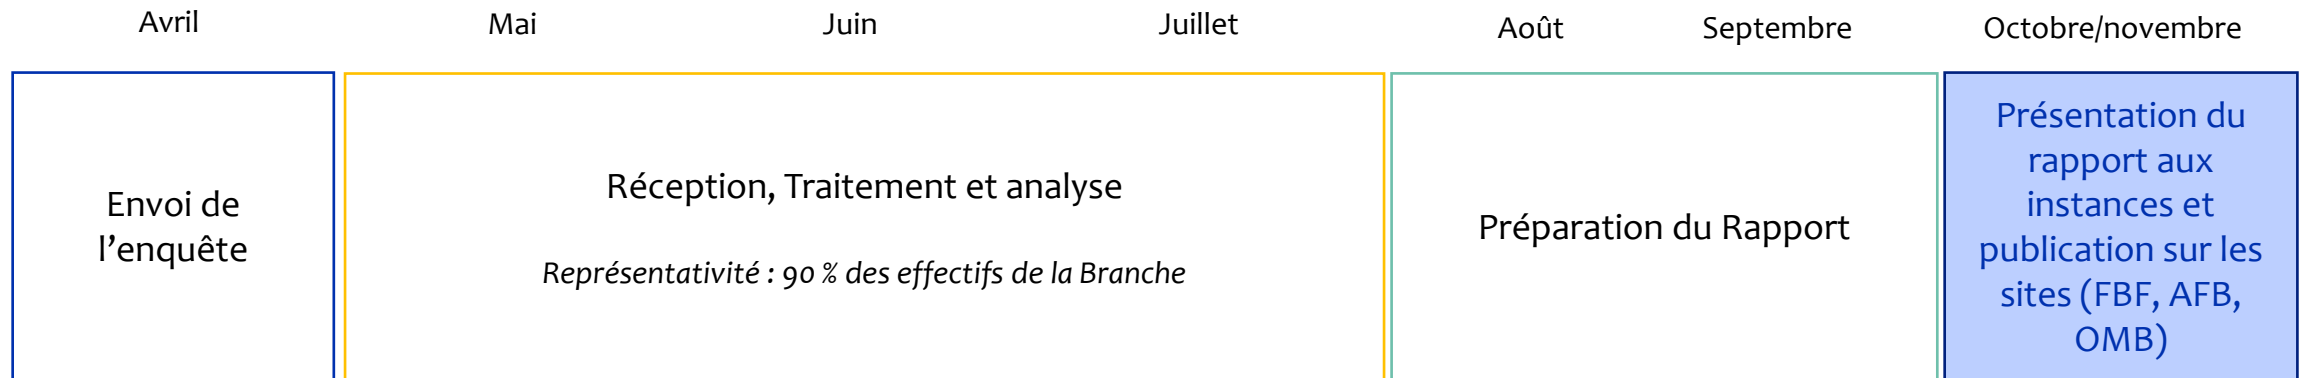 Avril Mai Juin Juillet Août Septembre Octobre/novembre
Envoi de
l’enquête
Réception, Traitement et analyse
Représentativité : 90 % des effectifs de la Branche
Préparation du Rapport
Présentation du
rapport aux
instances et
publication sur les
sites (FBF, AFB,
OMB)